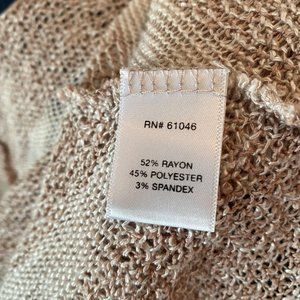 RN# 61046
52% RAYON
45% POLYESTER
3% SPANDEX